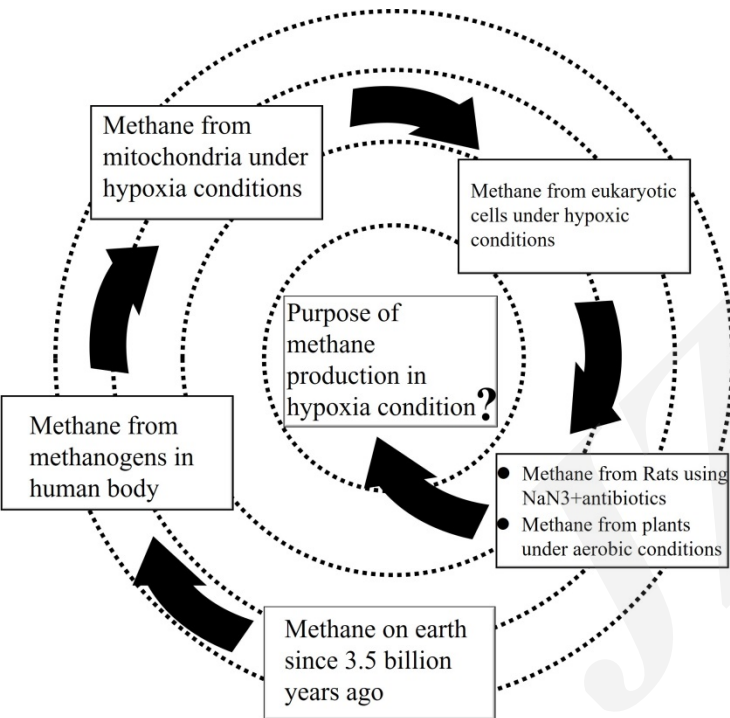 Methane from
mitochondria under
hypoxia conditions
Methane from eukaryotic
cells under hypoxic
conditions
Purpose of
methane
production in
hypoxia condition?
Methane from
methanogens in
human body
● Methane from Rats using
NaN3+antibiotics
● Methane from plants
under aerobic conditions
Methane on earth
since 3.5 billion
years ago